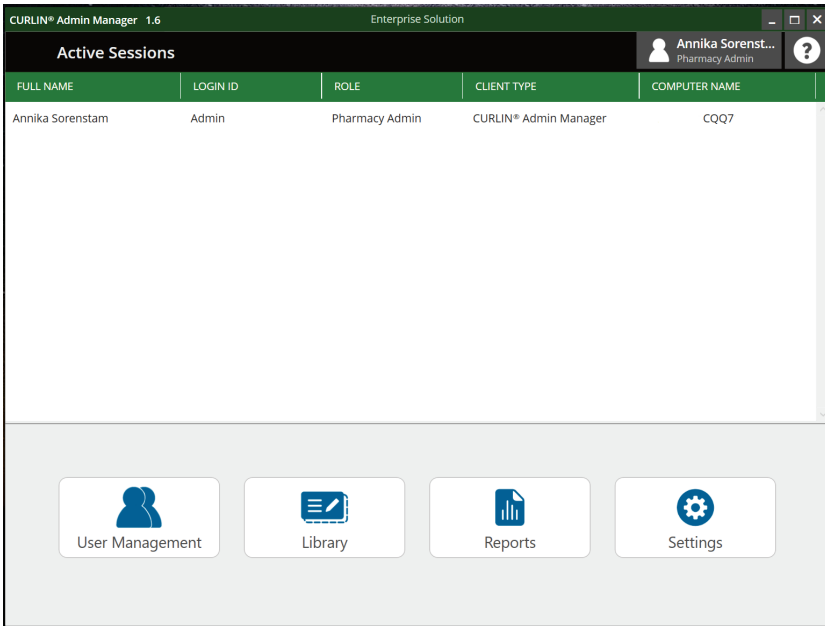 CURLIN® Admin Manager 1.6 Enterprise Solution
Active Sessions
Annika Sorenst...
Pharmacy Admin
?
FULL NAME LOGIN ID ROLE CLIENT TYPE COMPUTER NAME
Annika Sorenstam Admin Pharmacy Admin CURLIN® Admin Manager CQQ7
User Management Library Reports Settings